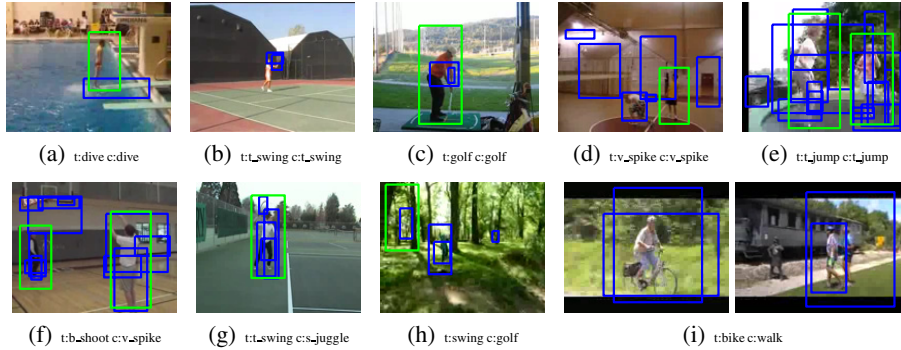 (a) t:dive c:dive
(b) t:t_swing c:t_swing
(c) t:golf c:golf
(d) t:v_spike c:v_spike
(e) t:t_jump c:t_jump
(f) t:b_shoot c:v_spike
(g) t:t_swing c:s_juggle
(h) t:swing c:golf
(i) t:bike c:walk